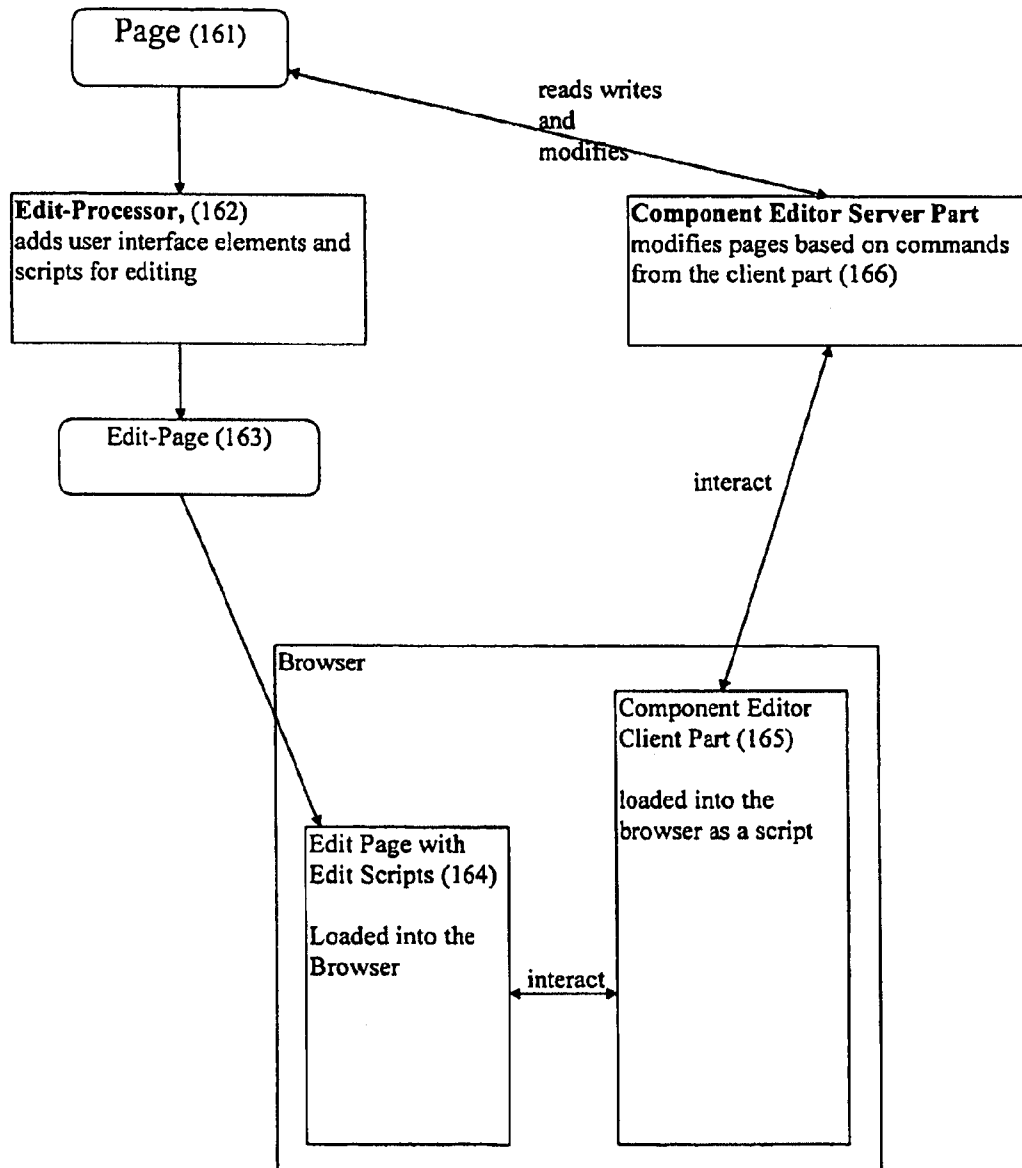 Page (161)
reads writes
and
modifies
Edit-Processor, (162)
adds user interface elements and
scripts for editing
Component Editor Server Part
modifies pages based on commands
from the client part (166)
Edit-Page (163)
interact
Browser
Component Editor
Client Part (165)
loaded into the
browser as a script
Edit Page with
Edit Scripts (164)
Loaded into the
Browser
interact